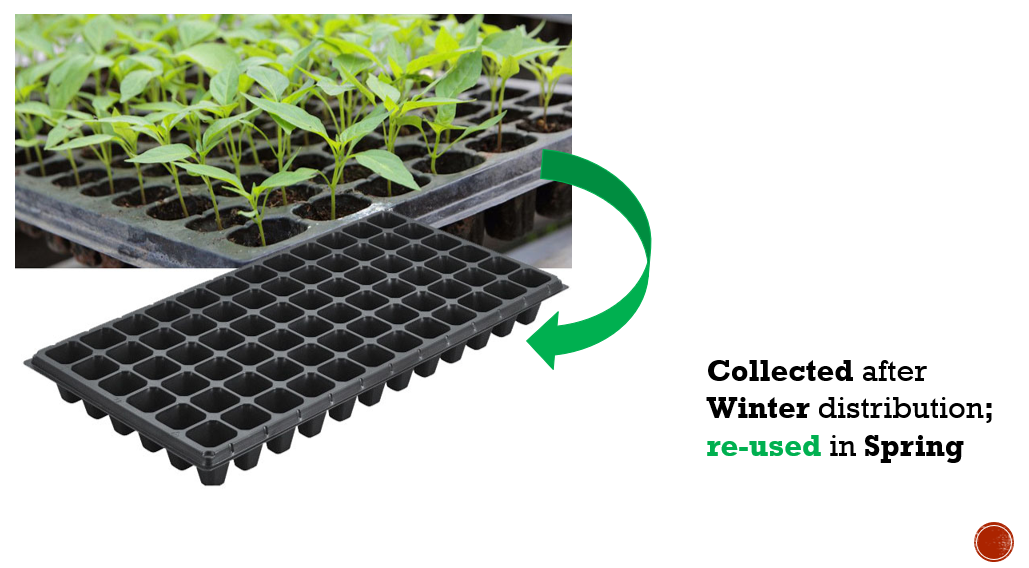 Collected after
Winter distribution;
re-used in Spring